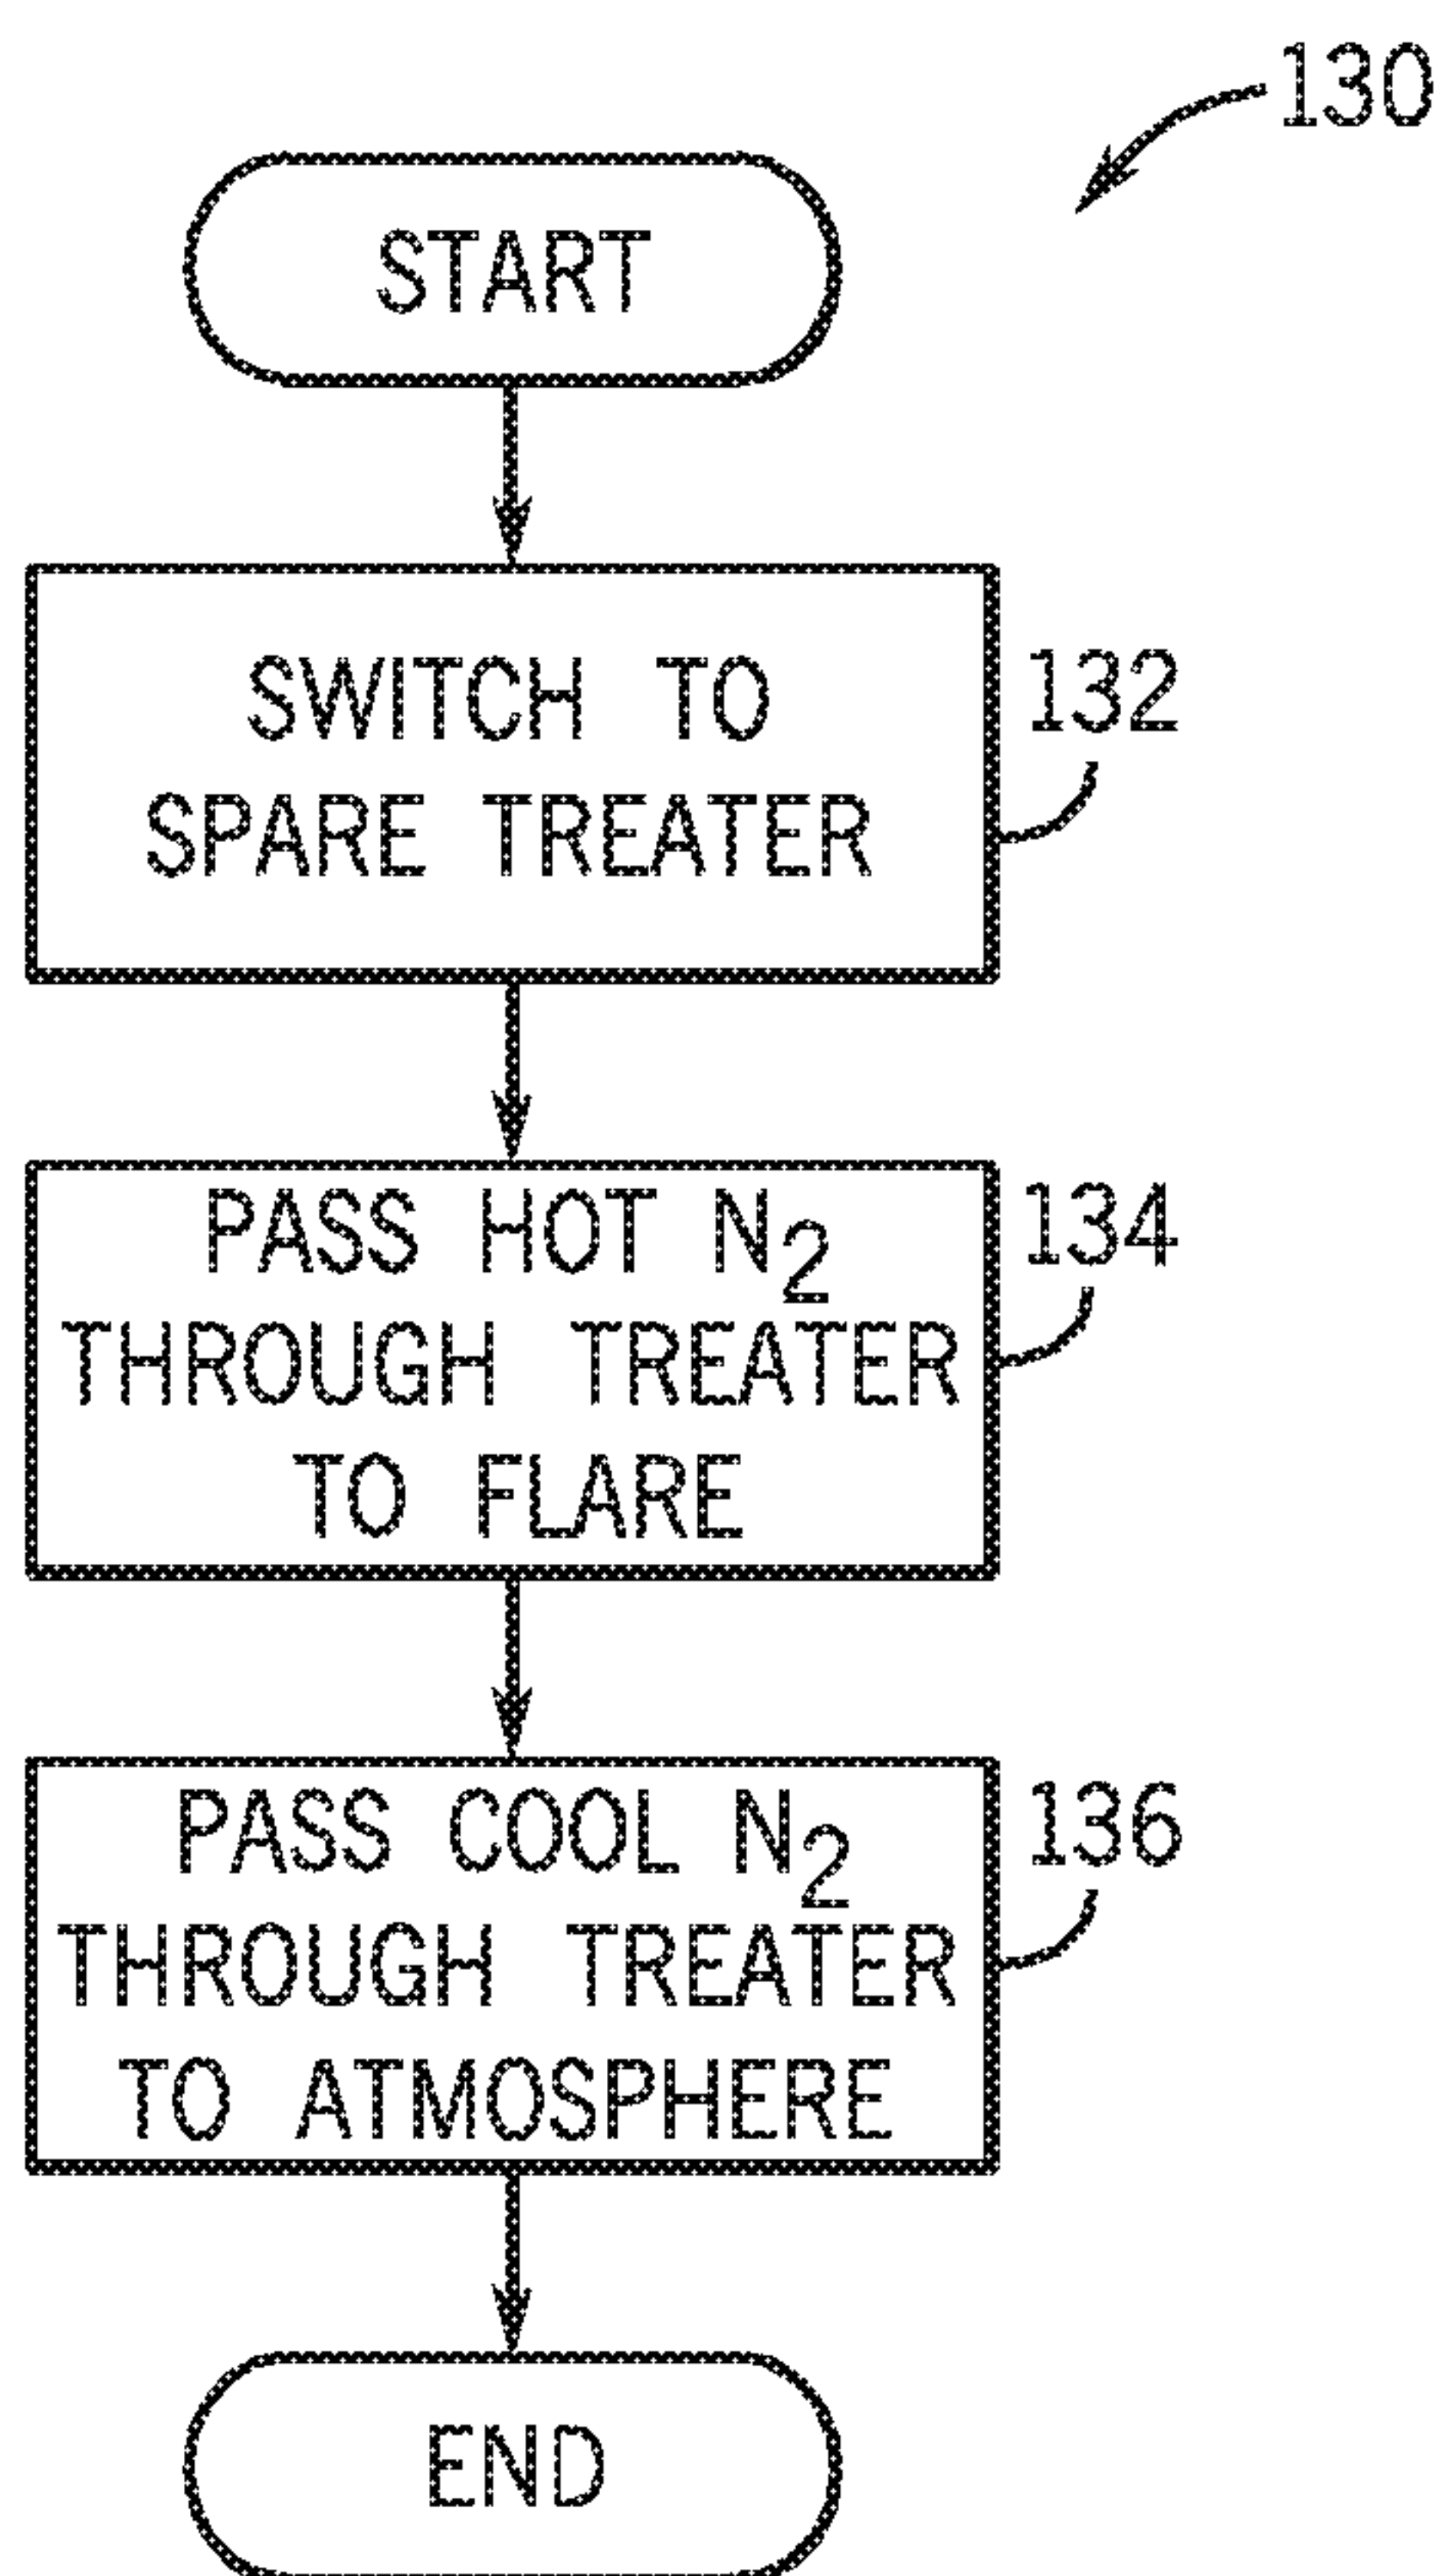 130
START
SWITCH TO
SPARE TREATER
132
PASS HOT N2
THROUGH TREATER
TO FLARE
134
PASS COOL N2
THROUGH TREATER
TO ATMOSPHERE
136
END